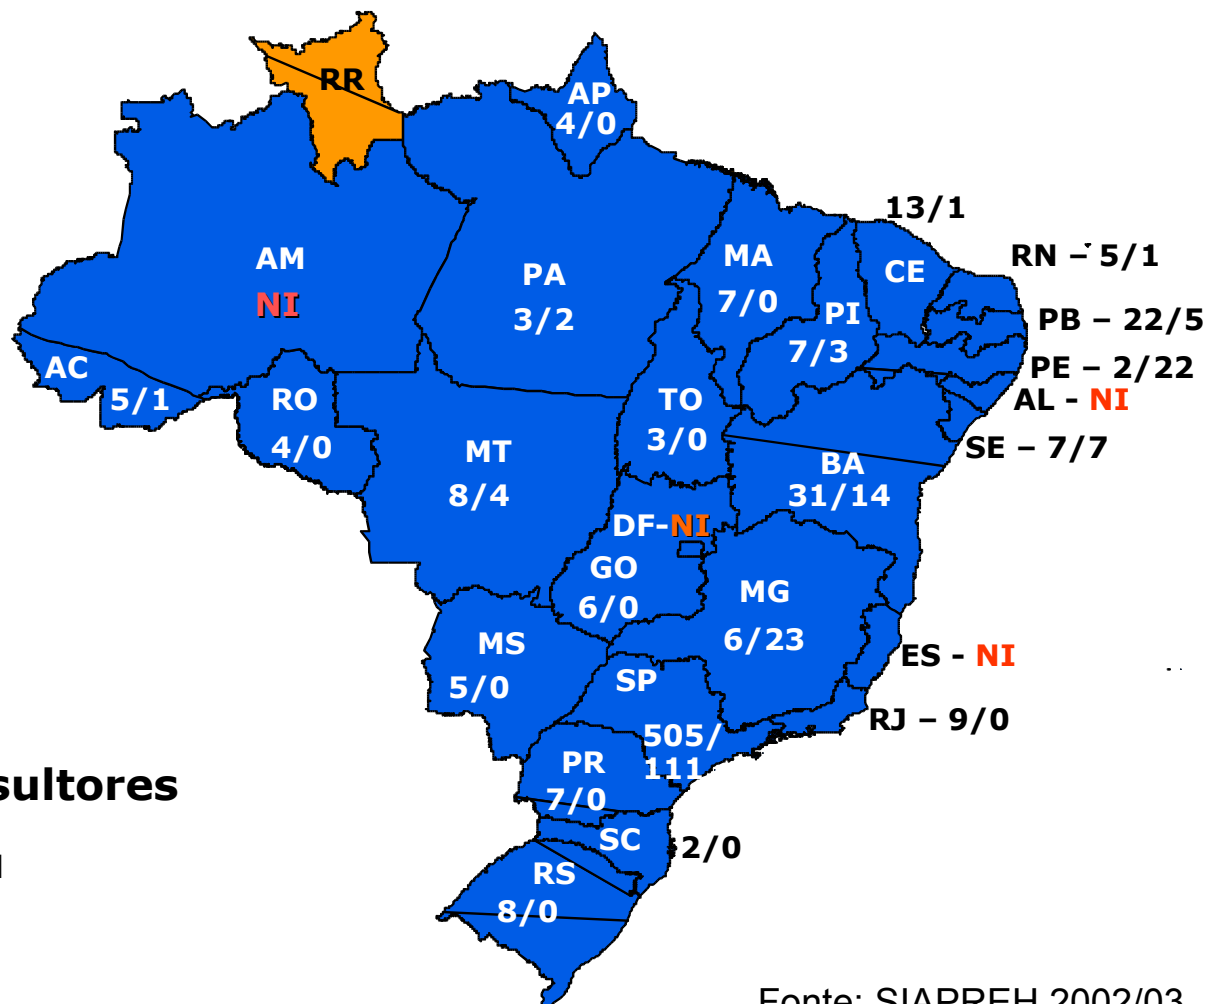 RR
AP
4/0
13/1
RN – 5/1
MA
7/0
CE
AM
NI
PA
3/2
PI
7/3
PB – 22/5
PE – 2/22
AL - NI
AC
5/1
RO
4/0
TO
3/0
SE – 7/7
MT
8/4
BA
31/14
DF-NI
GO
6/0
MG
6/23
MS
5/0
ES - NI
SP
505/
111
RJ – 9/0
PR
7/0
sultores
SC
2/0
RS
8/0
Fonte: SIAPREH 2002/03